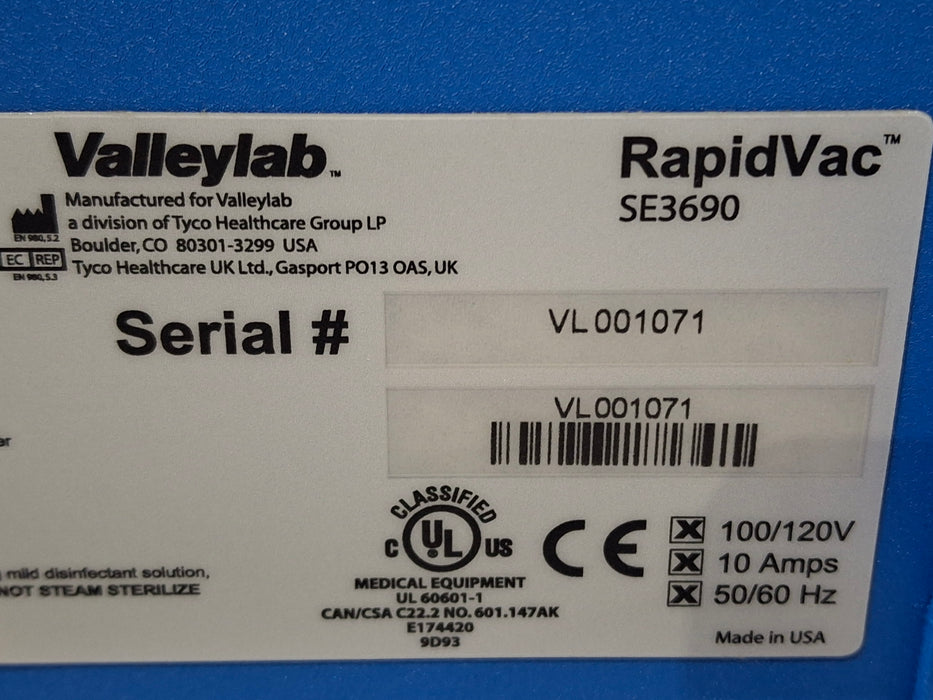 Valleylab™
Manufactured for Valleylab
a division of Tyco Healthcare Group LP
EN 980, 5.2
Boulder, CO 80301-3299 USA
EC REP
Tyco Healthcare UK Ltd., Gasport PO13 OAS, UK
EN 980, 5.3
RapidVac™
SE3690
Serial #
VL001071
VL001071
er
mild disinfectant solution,
NOT STEAM STERILIZE
CLASSIFIED
C UL US
MEDICAL EQUIPMENT
UL 60601-1
CAN/CSA C22.2 NO. 601.147AK
E174420
9D93
CE
X 100/120V
X 10 Amps
X 50/60 Hz
Made in USA